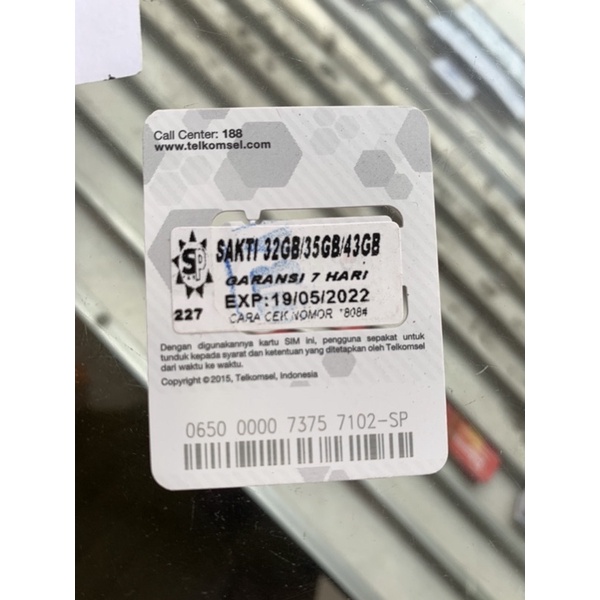 Call Center: 188
www.telkomsel.com
SP
SAKTI 32GB/35GB/43GB
GARANSI 7 HARI
227
EXP:19/05/2022
CARA CEK NOMOR *808#
Dengan digunakannya kartu SIM ini, pengguna sepakat untuk
tunduk kepada syarat dan ketentuan yang ditetapkan oleh Telkomsel
dari waktu ke waktu.
Copyright ©2015, Telkomsel, Indonesia
0650 0000 7375 7102-SP